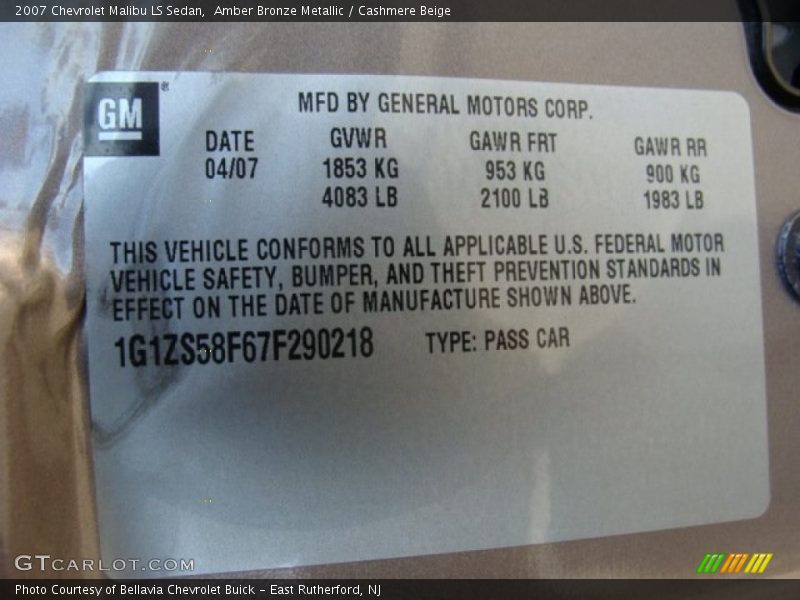 2007 Chevrolet Malibu LS Sedan,  Amber Bronze Metallic / Cashmere Beige
GM ®
MFD BY GENERAL MOTORS CORP.
DATE GVWR GAWR FRT GAWR RR
04/07 1853 KG 953 KG 900 KG
4083 LB 2100 LB 1983 LB
THIS VEHICLE CONFORMS TO ALL APPLICABLE U.S. FEDERAL MOTOR
VEHICLE SAFETY, BUMPER, AND THEFT PREVENTION STANDARDS IN
EFFECT ON THE DATE OF MANUFACTURE SHOWN ABOVE.
1G1ZS58F67F290218 TYPE: PASS CAR
GTCARLOT.COM
Photo Courtesy of Bellavia Chevrolet Buick – East Rutherford, NJ